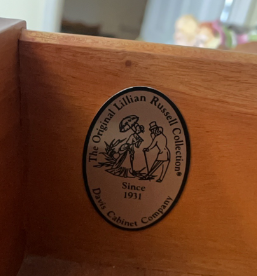 The Original Lillian Russell Collection®
Since
1931
Davis Cabinet Company